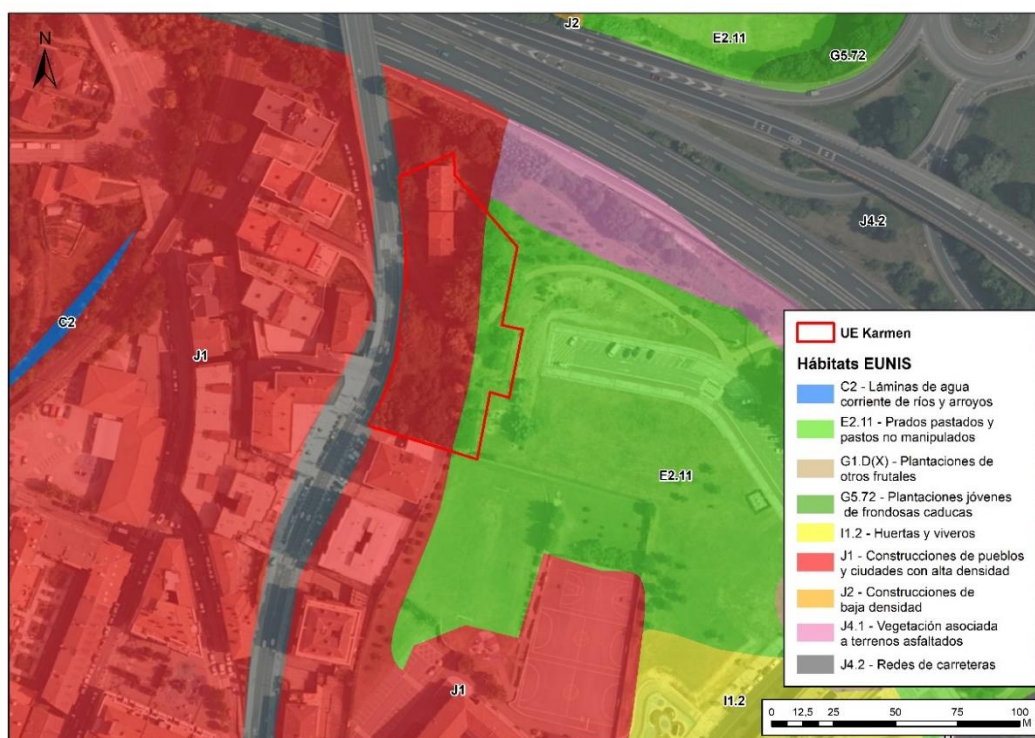 J2
E2.11
G5.72
N
J4.2
C2
J1
E2.11
J1
I1.2
UE Karmen
Hábitats EUNIS
C2 - Láminas de agua
corriente de ríos y arroyos
E2.11 - Prados pastados y
pastos no manipulados
G1.D(X) - Plantaciones de
otros frutales
G5.72 - Plantaciones jóvenes
de frondosas caducas
I1.2 - Huertas y viveros
J1 - Construcciones de pueblos
y ciudades con alta densidad
J2 - Construcciones de
baja densidad
J4.1 - Vegetación asociada
a terrenos asfaltados
J4.2 - Redes de carreteras
0 12,5 25 50 75 100
M